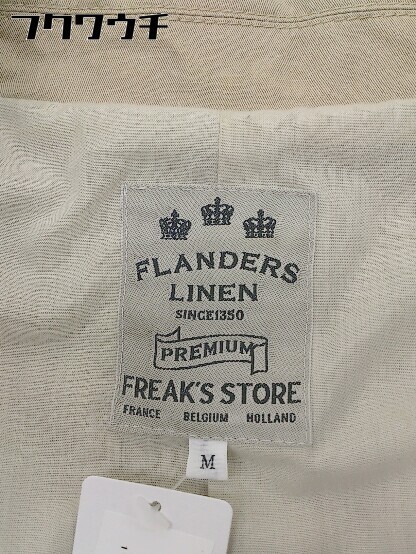 フクワウチ
FLANDERS
LINEN
SINCE1350
PREMIUM
FREAK'S STORE
FRANCE BELGIUM HOLLAND
M